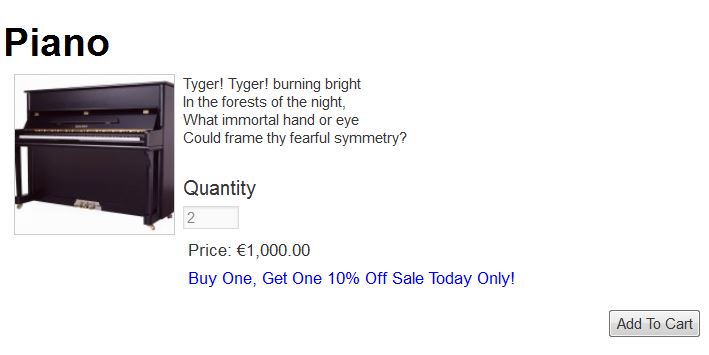 Piano
Tyger! Tyger! burning bright
In the forests of the night,
What immortal hand or eye
Could frame thy fearful symmetry?
Quantity
2
Price: €1,000.00
Buy One, Get One 10% Off Sale Today Only!
Add To Cart